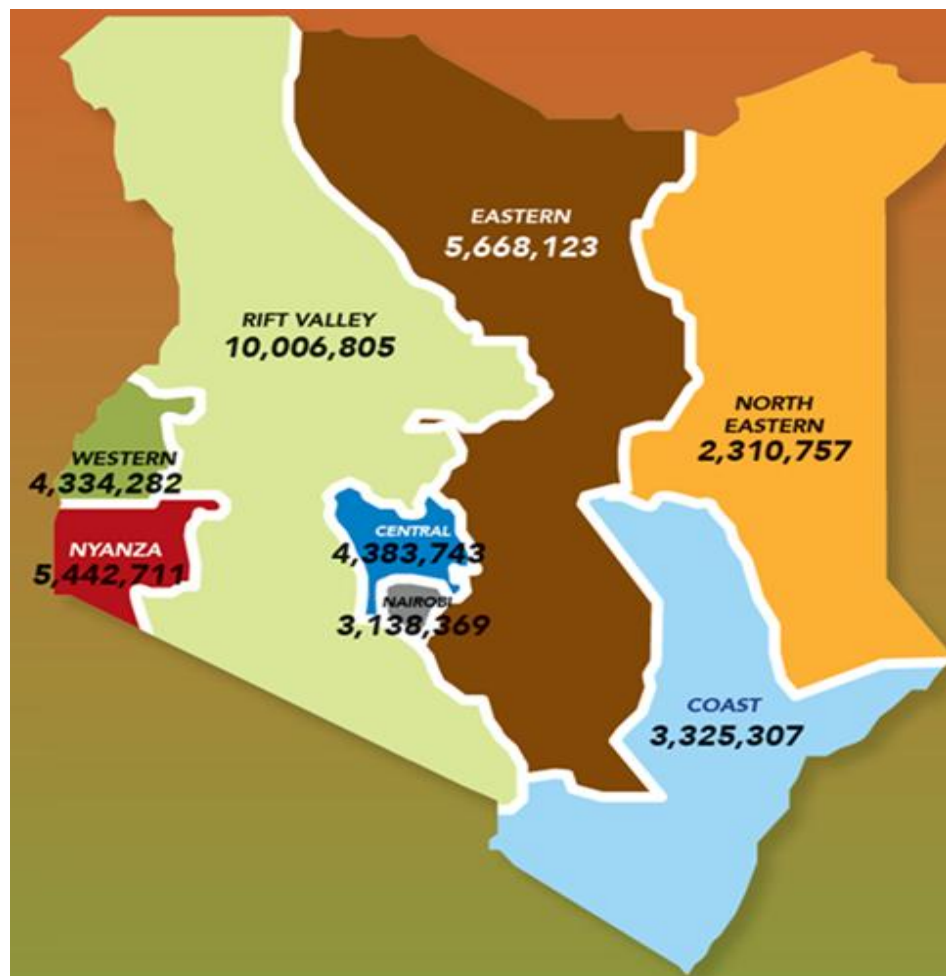 EASTERN
5,668,123
RIFT VALLEY
10,006,805
NORTH
EASTERN
2,310,757
WESTERN
4,334,282
CENTRAL
4,383,743
NYANZA
5,442,711
NAIROBI
3,138,369
COAST
3,325,307